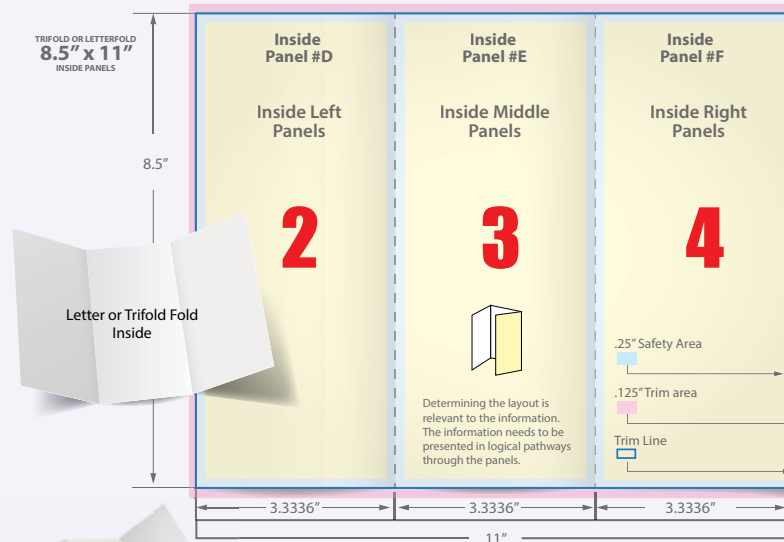 TRIFOLD OR LETTERFOLD
8.5” x 11”
INSIDE PANELS
8.5”
Letter or Trifold Fold
Inside
Inside
Panel #D
Inside Left
Panels
2
Inside
Panel #E
Inside Middle
Panels
3
Determining the layout is
relevant to the information.
The information needs to be
presented in logical pathways
through the panels.
Inside
Panel #F
Inside Right
Panels
4
.25” Safety Area
.125” Trim area
Trim Line
3.3336”
3.3336”
3.3336”
11”